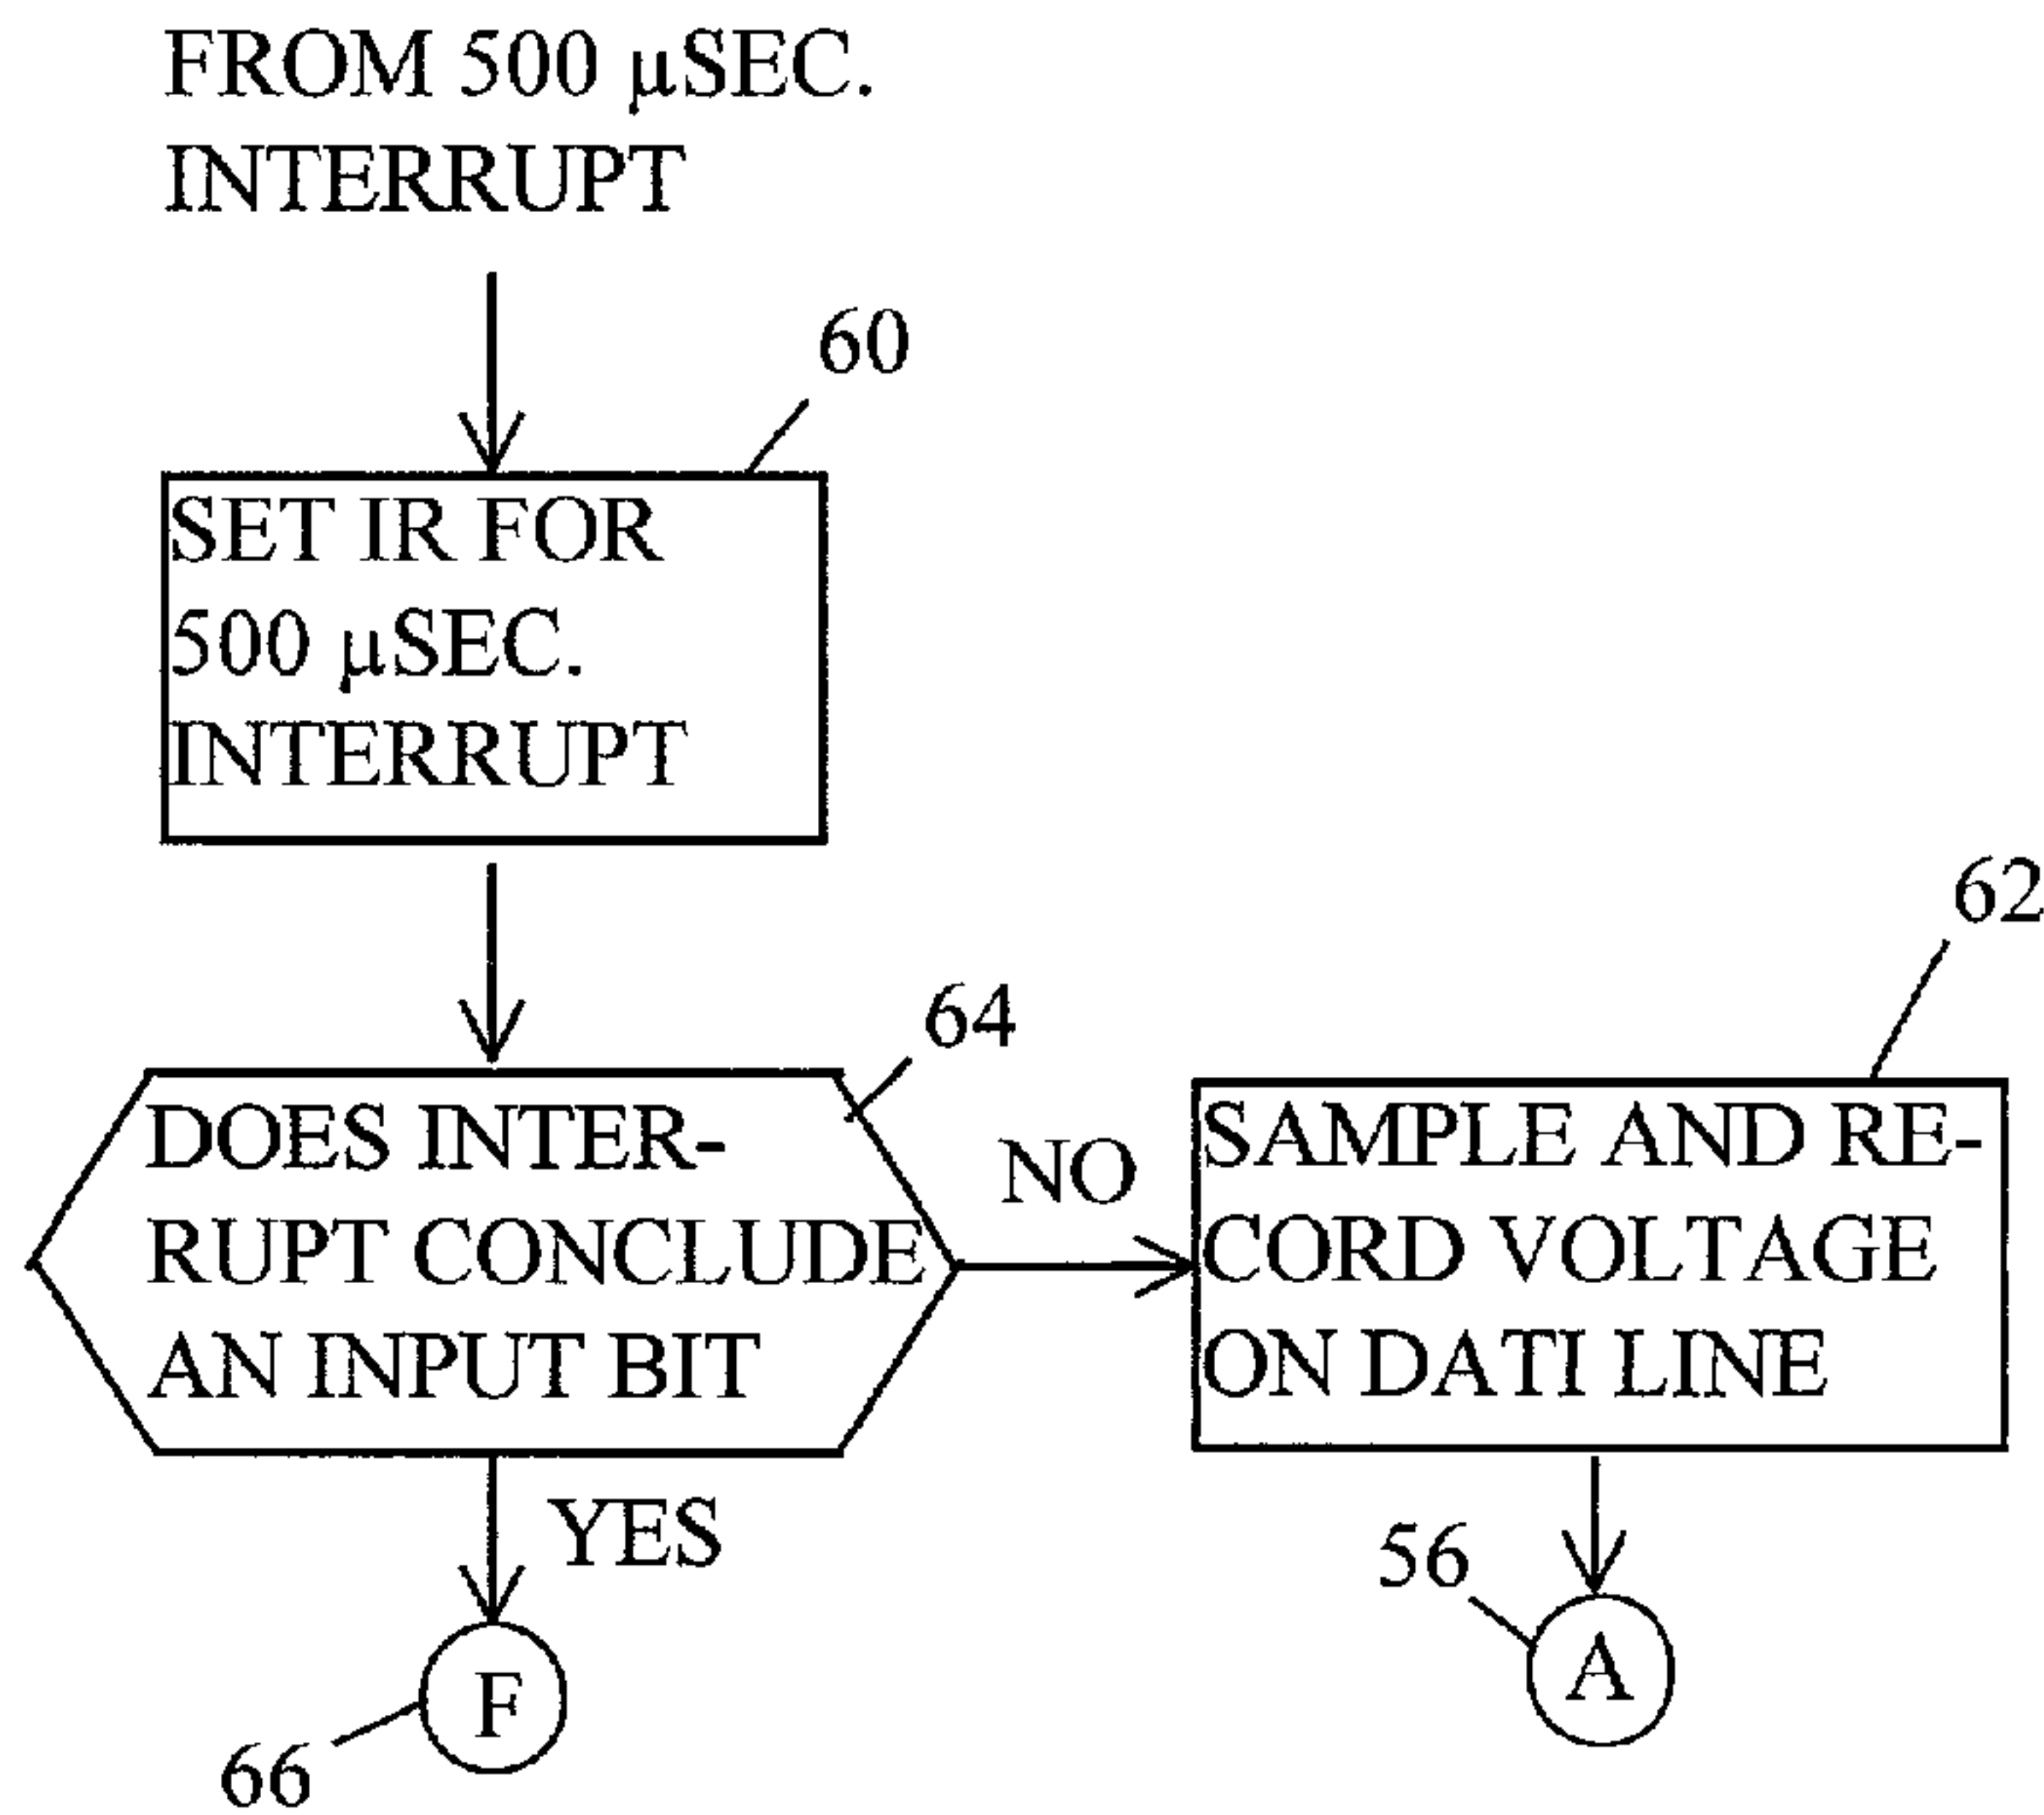 FROM 500 μSEC.
INTERRUPT
60
SET IR FOR
500 μSEC.
INTERRUPT
62
64
DOES INTER-
RUPT CONCLUDE
AN INPUT BIT
NO
SAMPLE AND RE-
CORD VOLTAGE
ON DATI LINE
YES
56
F
A
66